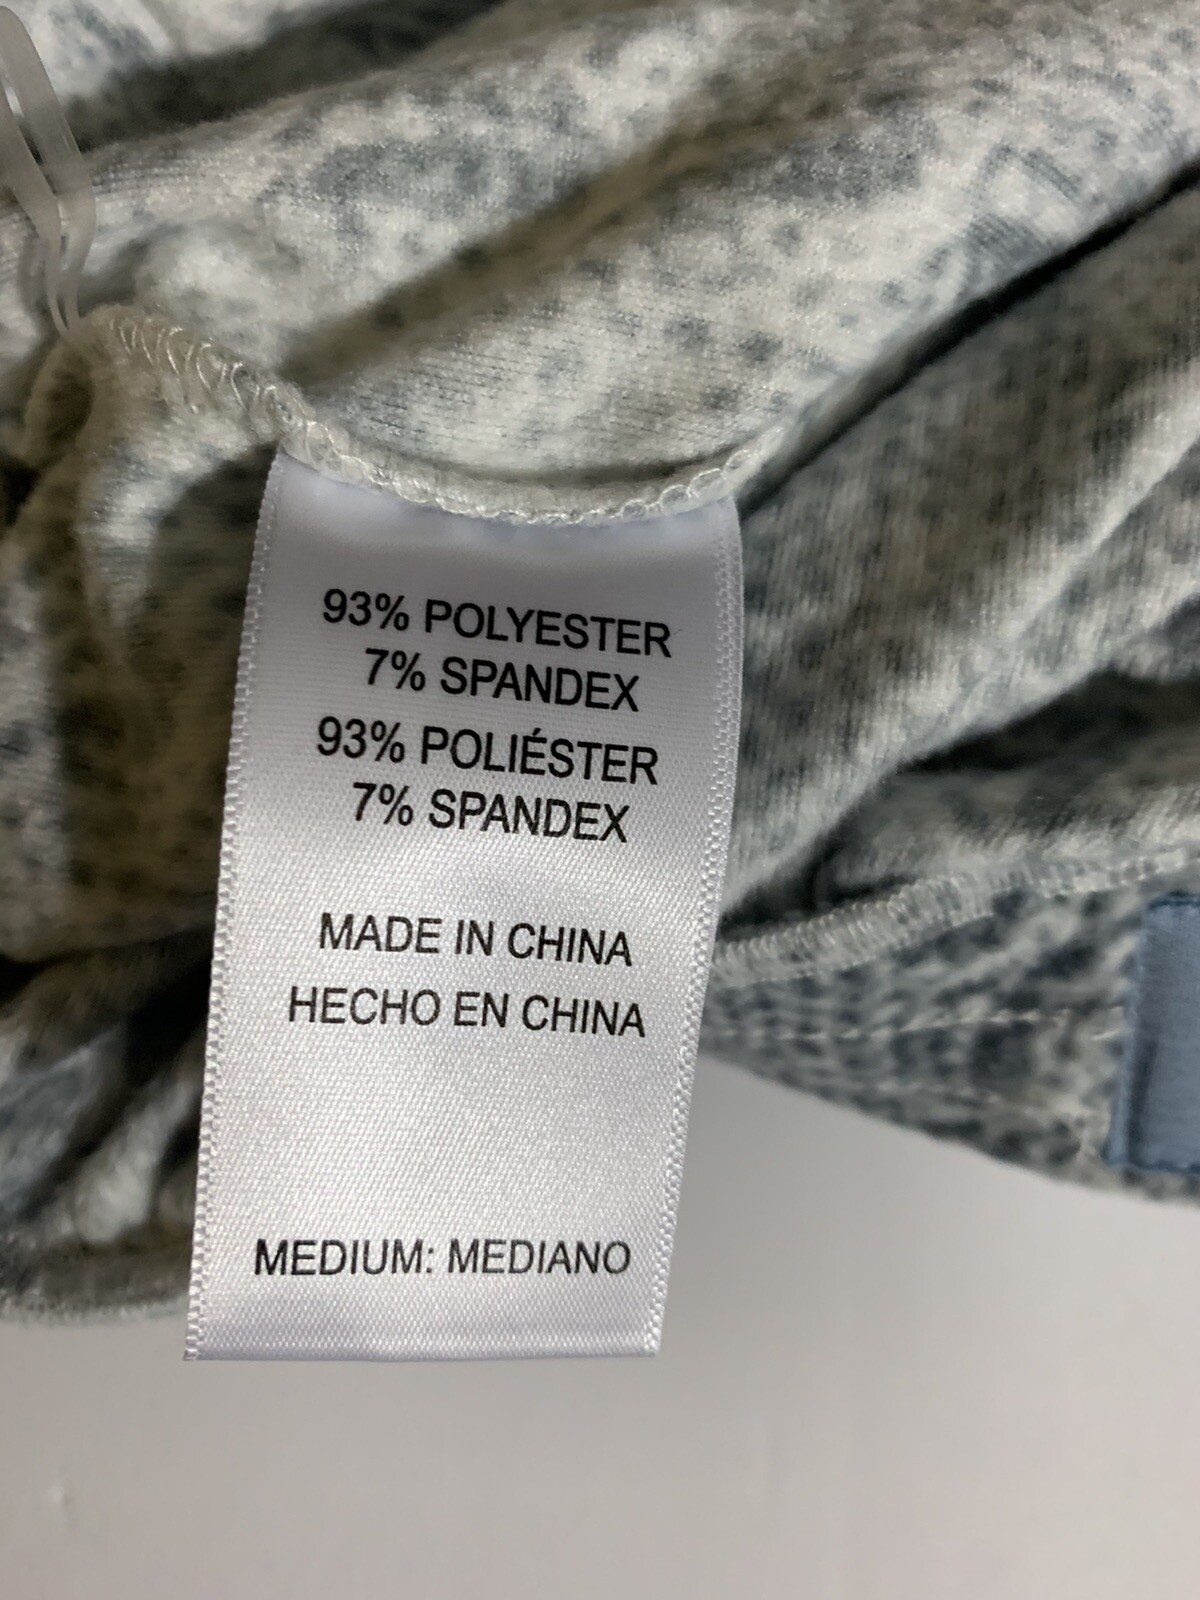 93% POLYESTER
7% SPANDEX
93% POLIÉSTER
7% SPANDEX
MADE IN CHINA
HECHO EN CHINA
MEDIUM: MEDIANO